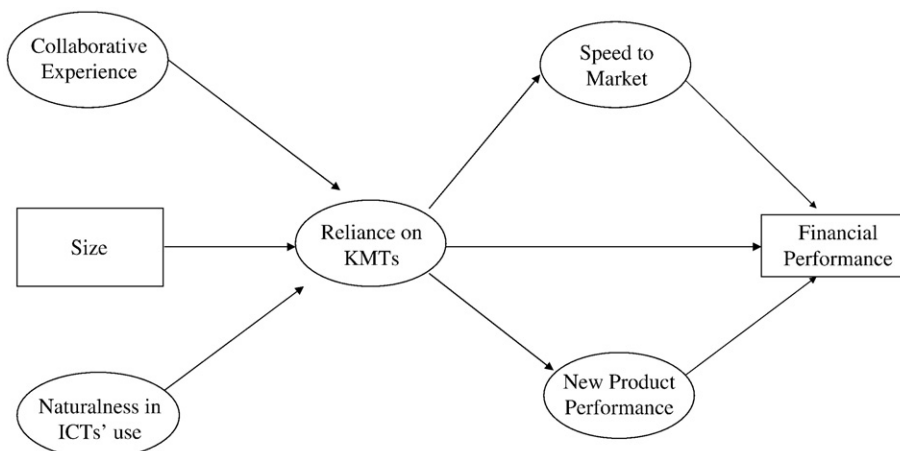 Collaborative
Experience
Speed to
Market
Size
Reliance on
KMTs
Financial
Performance
Naturalness in
ICTs' use
New Product
Performance